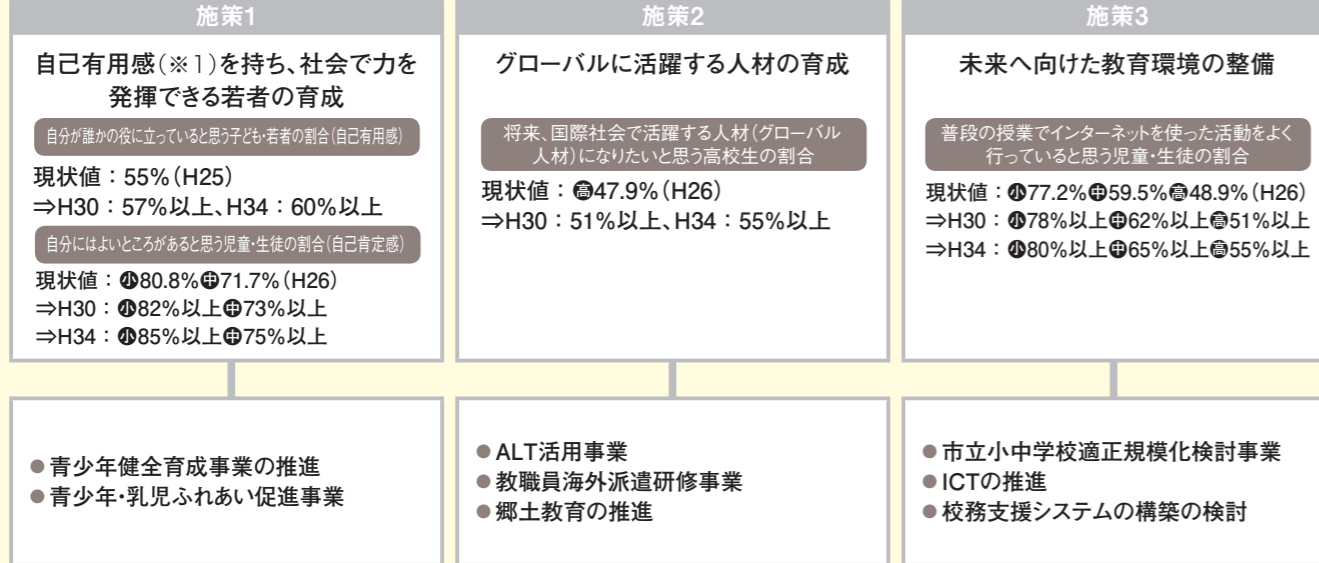 施策1
自己有用感(※1)を持ち、社会で力を
発揮できる若者の育成
自分が誰かの役に立っていると思う子ども・若者の割合(自己有用感)
現状値：55%(H25)
⇒H30：57%以上、H34：60%以上
自分にはよいところがあると思う児童・生徒の割合(自己肯定感)
現状値：小80.8%中71.7%(H26)
⇒H30：小82%以上中73%以上
⇒H34：小85%以上中75%以上
●青少年健全育成事業の推進
●青少年・乳児ふれあい促進事業
施策2
グローバルに活躍する人材の育成
将来、国際社会で活躍する人材(グローバル
人材)になりたいと思う高校生の割合
現状値：高47.9%(H26)
⇒H30：51%以上、H34：55%以上
●ALT活用事業
●教職員海外派遣研修事業
●郷土教育の推進
施策3
未来へ向けた教育環境の整備
普段の授業でインターネットを使った活動をよく
行っていると思う児童・生徒の割合
現状値：小77.2%中59.5%高48.9%(H26)
⇒H30：小78%以上中62%以上高51%以上
⇒H34：小80%以上中65%以上高55%以上
●市立小中学校適正規模化検討事業
●ICTの推進
●校務支援システムの構築の検討